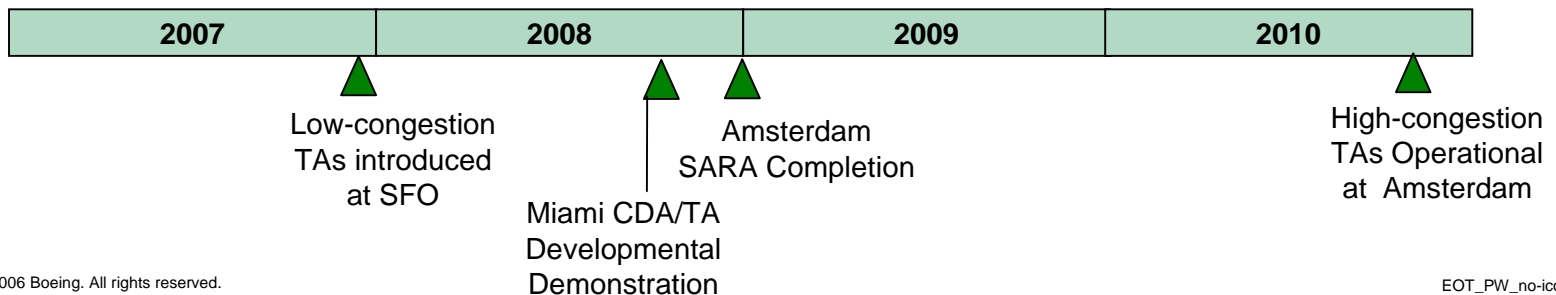 2007 2008 2009 2010
Low-congestion
TAs introduced
at SFO
Miami CDA/TA
Developmental
Demonstration
Amsterdam
SARA Completion
High-congestion
TAs Operational
at Amsterdam
006 Boeing. All rights reserved.
EOT_PW_no-ic